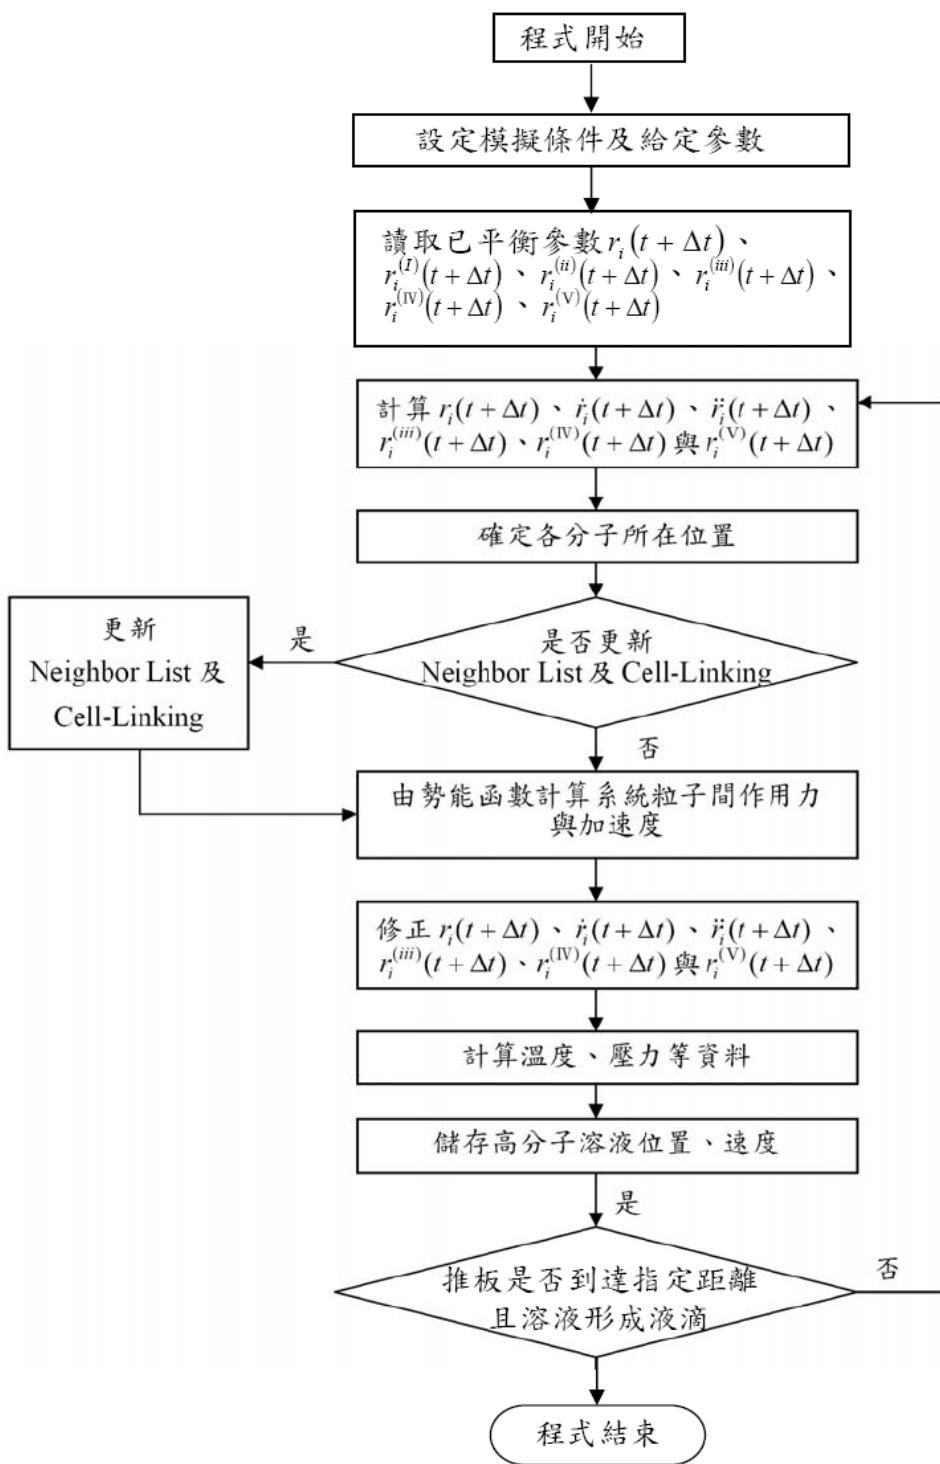 程式開始
設定模擬條件及給定參數
讀取已平衡參數 r_i(t + Δt)、
r_i^(I)(t + Δt)、r_i^(ii)(t + Δt)、r_i^(iii)(t + Δt)、
r_i^(IV)(t + Δt)、r_i^(V)(t + Δt)
計算 r_i(t + Δt)、ṙ_i(t + Δt)、r̈_i(t + Δt)、
r_i^(iii)(t + Δt)、r_i^(IV)(t + Δt) 與 r_i^(V)(t + Δt)
確定各分子所在位置
是否更新
Neighbor List 及 Cell-Linking
是
更新
Neighbor List 及
Cell-Linking
否
由勢能函數計算系統粒子間作用力
與加速度
修正 r_i(t + Δt)、ṙ_i(t + Δt)、r̈_i(t + Δt)、
r_i^(iii)(t + Δt)、r_i^(IV)(t + Δt) 與 r_i^(V)(t + Δt)
計算溫度、壓力等資料
儲存高分子溶液位置、速度
是
推板是否到達指定距離
且溶液形成液滴
否
程式結束